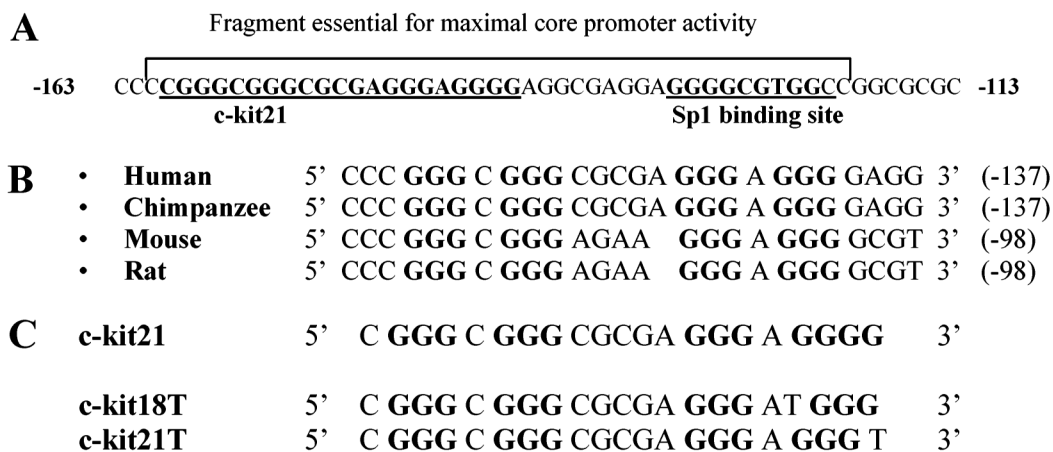 A
Fragment essential for maximal core promoter activity
-163 CCCCGGGCGGGCGCGAGGGAGGGGAGGCGAGGAGGGGCGTGGCCGGCGCGC -113
c-kit21 Sp1 binding site
B
• Human 5’ CCC GGG C GGG CGCGA GGG A GGG GAGG 3’ (-137)
• Chimpanzee 5’ CCC GGG C GGG CGCGA GGG A GGG GAGG 3’ (-137)
• Mouse 5’ CCC GGG C GGG AGAA GGG A GGG GCGT 3’ (-98)
• Rat 5’ CCC GGG C GGG AGAA GGG A GGG GCGT 3’ (-98)
C
c-kit21 5’ C GGG C GGG CGCGA GGG A GGGG 3’
c-kit18T 5’ C GGG C GGG CGCGA GGG AT GGG 3’
c-kit21T 5’ C GGG C GGG CGCGA GGG A GGG T 3’